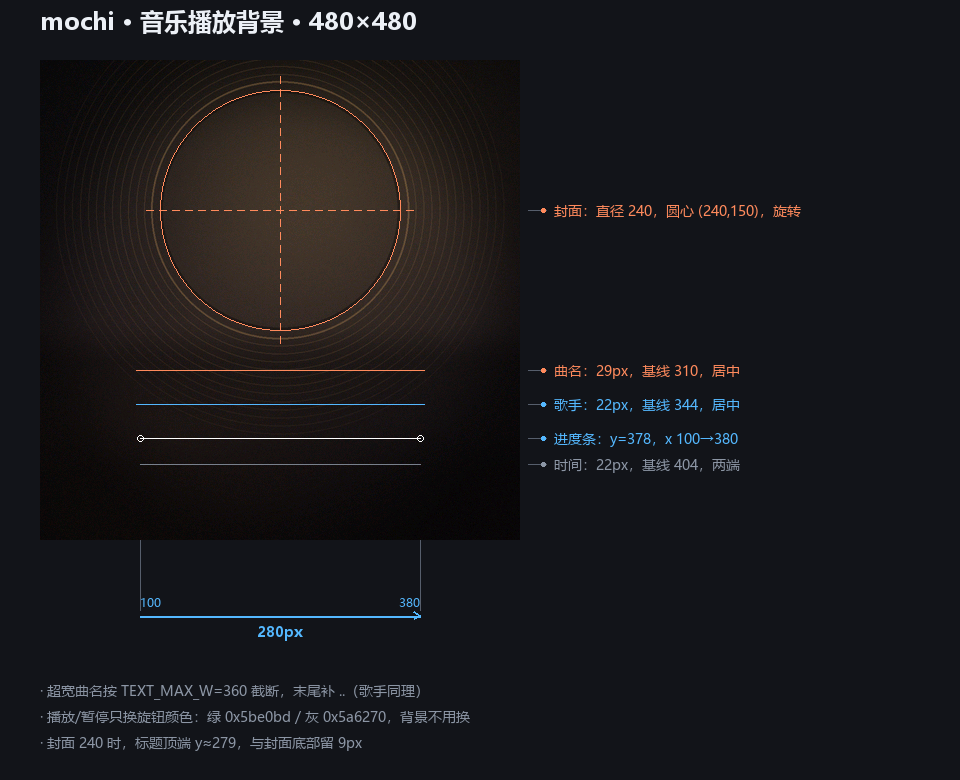 mochi • 音乐播放背景 • 480×480
封面：直径 240，圆心 (240,150)，旋转
曲名：29px，基线 310，居中
歌手：22px，基线 344，居中
进度条：y=378，x 100→380
时间：22px，基线 404，两端
100
380
280px
· 超宽曲名按 TEXT_MAX_W=360 截断，末尾补 ..（歌手同理）
· 播放/暂停只换旋钮颜色：绿 0x5be0bd / 灰 0x5a6270，背景不用换
· 封面 240 时，标题顶端 y≈279，与封面底部留 9px